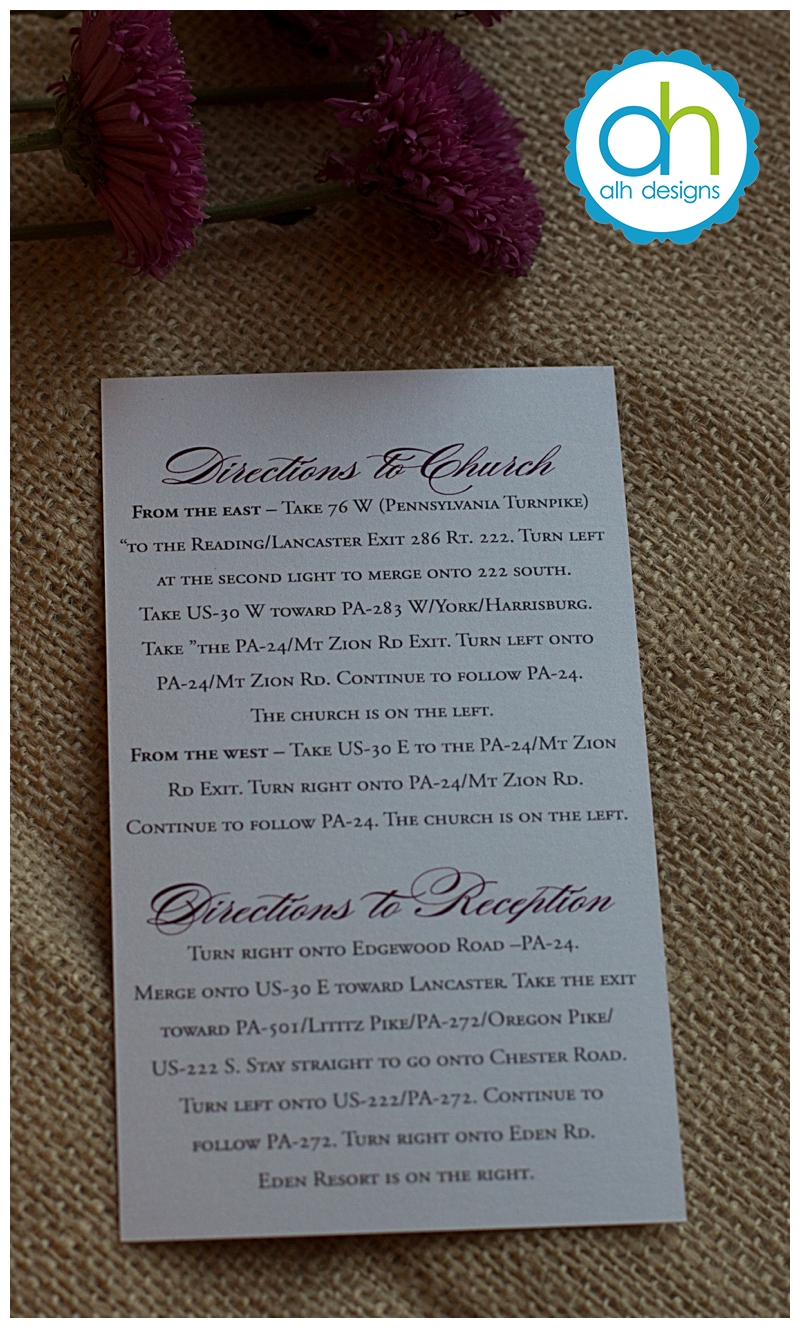 ah
alh designs
Directions to Church
From the east – Take 76 W (Pennsylvania Turnpike)
“to the Reading/Lancaster Exit 286 Rt. 222. Turn left
at the second light to merge onto 222 south.
Take US-30 W toward PA-283 W/York/Harrisburg.
Take ”the PA-24/Mt Zion Rd Exit. Turn left onto
PA-24/Mt Zion Rd. Continue to follow PA-24.
The church is on the left.
From the west – Take US-30 E to the PA-24/Mt Zion
Rd Exit. Turn right onto PA-24/Mt Zion Rd.
Continue to follow PA-24. The church is on the left.
Directions to Reception
Turn right onto Edgewood Road –PA-24.
Merge onto US-30 E toward Lancaster. Take the exit
toward PA-501/Lititz Pike/PA-272/Oregon Pike/
US-222 S. Stay straight to go onto Chester Road.
Turn left onto US-222/PA-272. Continue to
follow PA-272. Turn right onto Eden Rd.
Eden Resort is on the right.